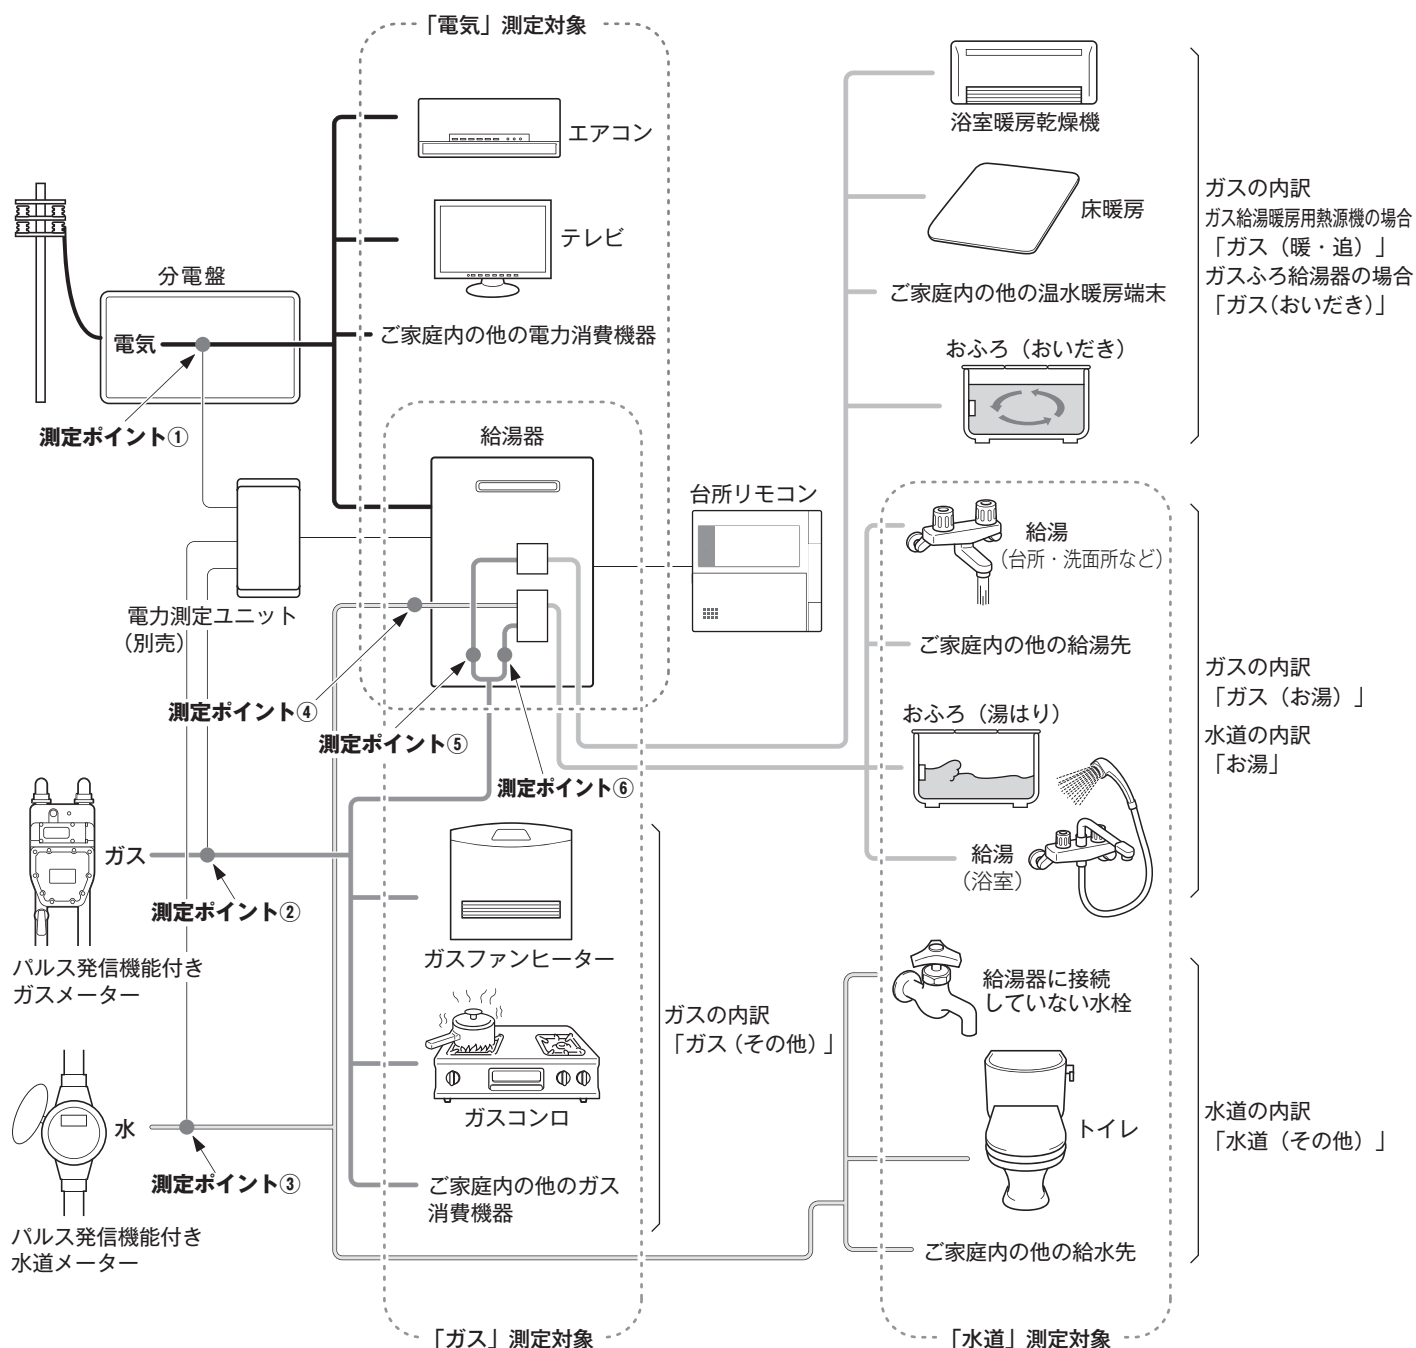 「電気」測定対象
エアコン
テレビ
ご家庭内の他の電力消費機器
分電盤
電気
測定ポイント①
給湯器
台所リモコン
電力測定ユニット
（別売）
測定ポイント④
測定ポイント⑤
測定ポイント⑥
ガス
測定ポイント②
パルス発信機能付き
ガスメーター
水
測定ポイント③
パルス発信機能付き
水道メーター
ガスファンヒーター
ガスコンロ
ご家庭内の他のガス
消費機器
ガスの内訳
「ガス（その他）」
「ガス」測定対象
浴室暖房乾燥機
床暖房
ご家庭内の他の温水暖房端末
おふろ（おいだき）
ガスの内訳
ガス給湯暖房用熱源機の場合
「ガス（暖・追）」
ガスふろ給湯器の場合
「ガス（おいだき）」
給湯
（台所・洗面所など）
ご家庭内の他の給湯先
おふろ（湯はり）
給湯
（浴室）
ガスの内訳
「ガス（お湯）」
水道の内訳
「お湯」
給湯器に接続
していない水栓
トイレ
ご家庭内の他の給水先
水道の内訳
「水道（その他）」
「水道」測定対象